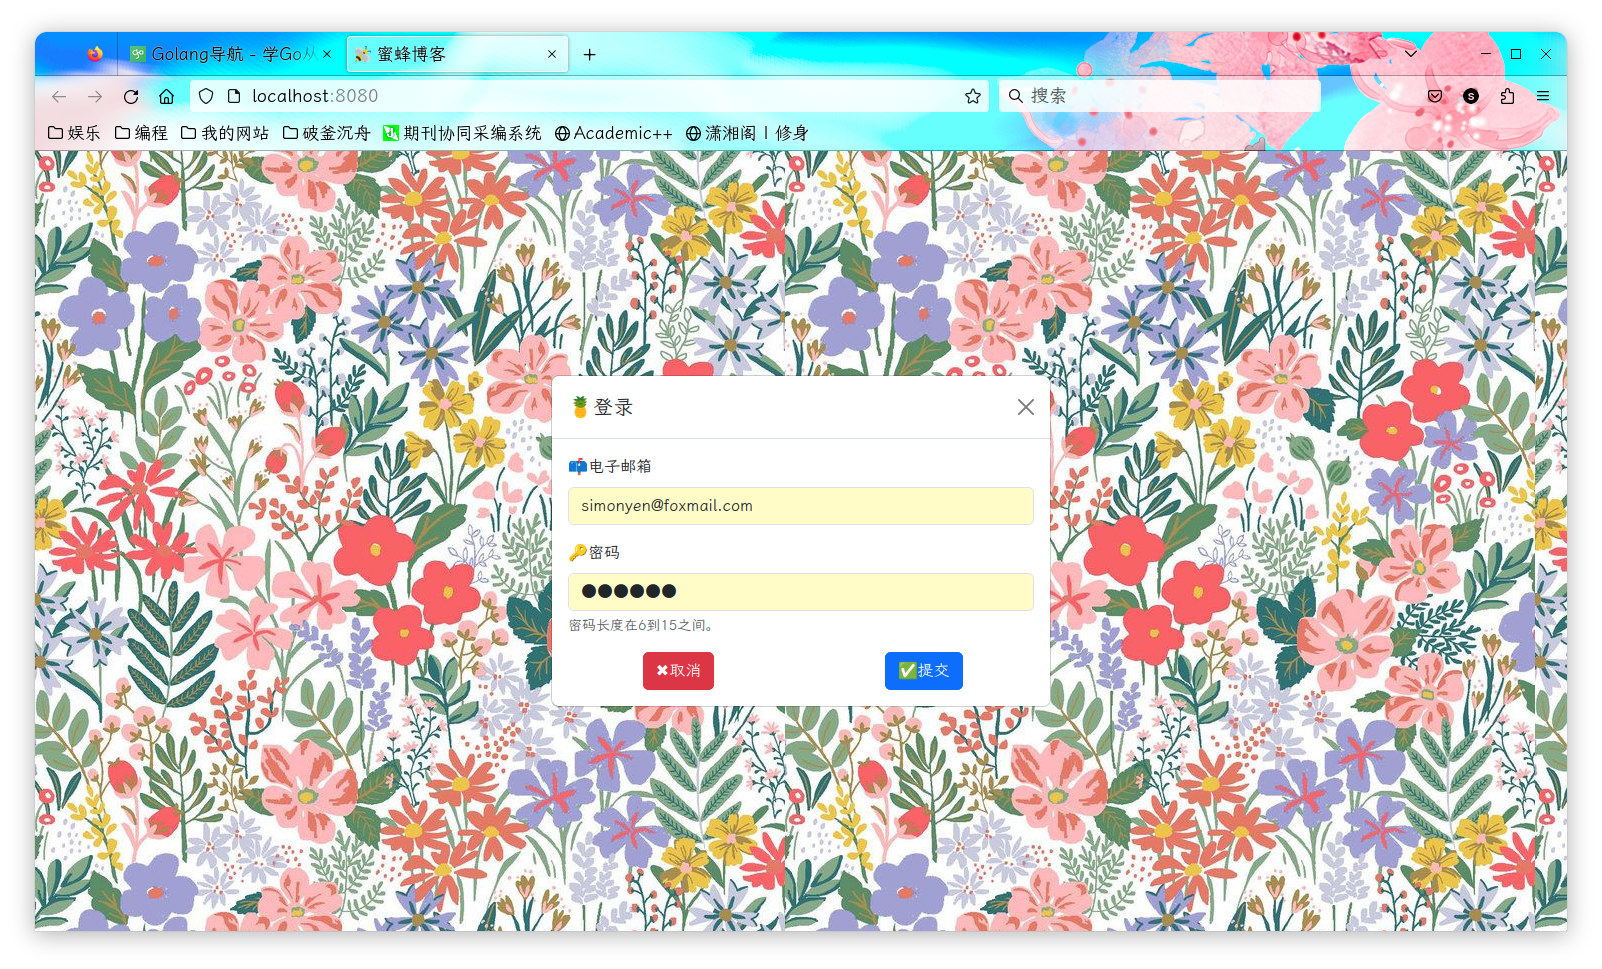 Golang导航 - 学Go从
蜜蜂博客
localhost:8080
搜索
娱乐 编程 我的网站 破釜沉舟 期刊协同采编系统 Academic++ 潇湘阁丨修身
🍍登录
📫电子邮箱
simonyen@foxmail.com
🔑密码
●●●●●●
密码长度在6到15之间。
✖取消 ✅提交